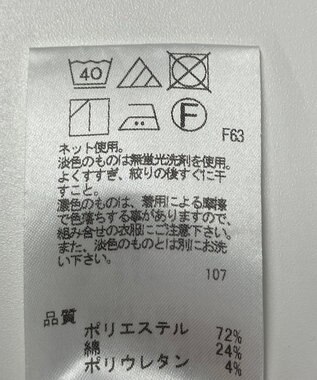 40
F
F63
ネット使用。
淡色のものは無蛍光洗剤を使用。
よくすすぎ、絞りの後すぐに干
すこと。
濃色のものは、着用による摩擦
で色落ちする事がありますので、
組み合せの衣服にご注意下さい。
また、淡色のものとは別にお洗
い下さい。
107
品質
ポリエステル 72%
綿 24%
ポリウレタン 4%